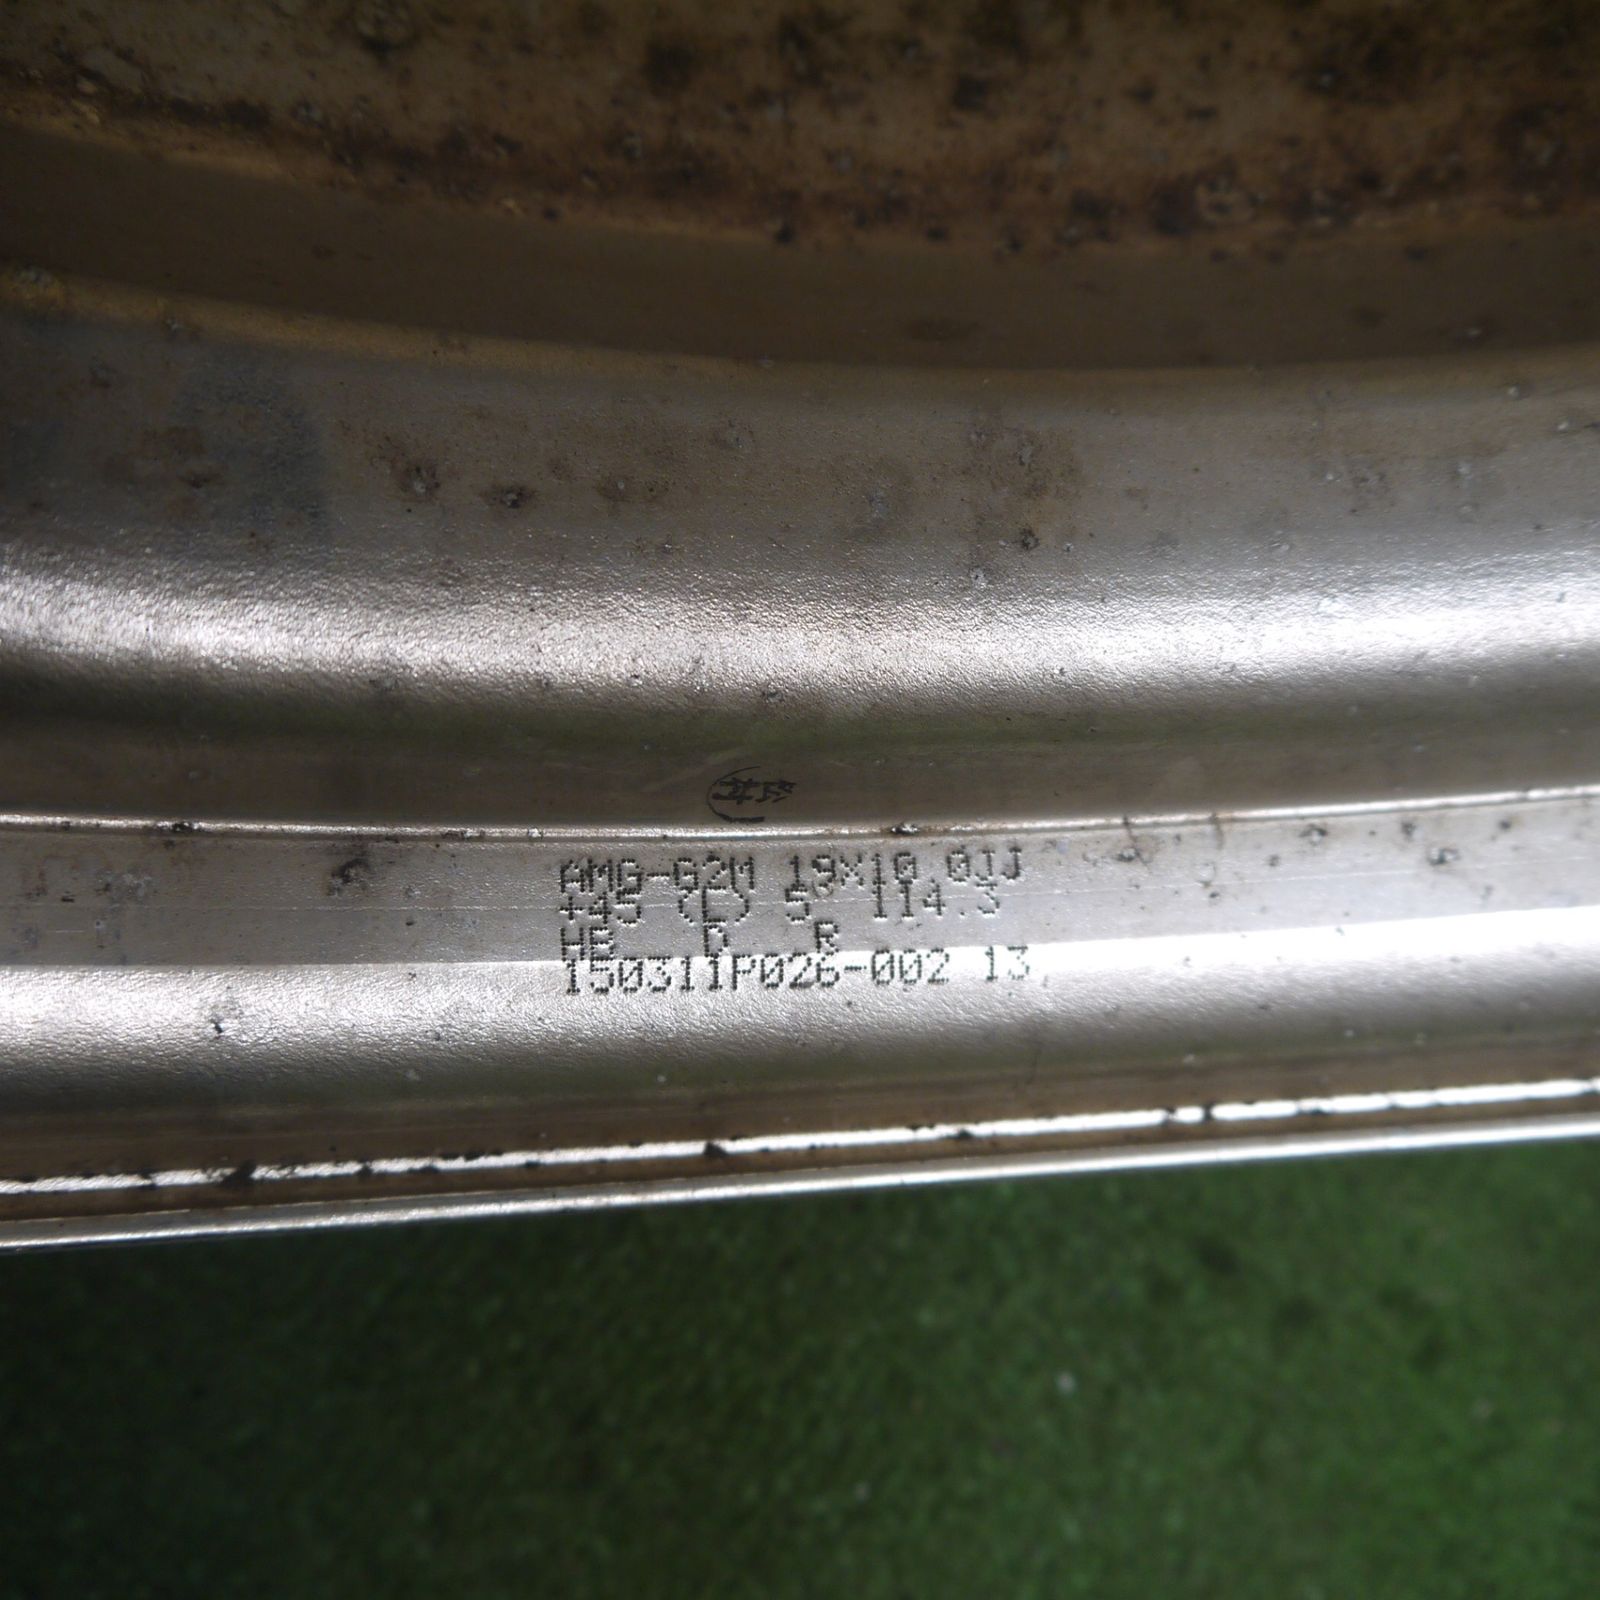 AMG-G2M 19X10.0JJ
+45 (L) 5 114.3
HB D R
150311P026-002 13